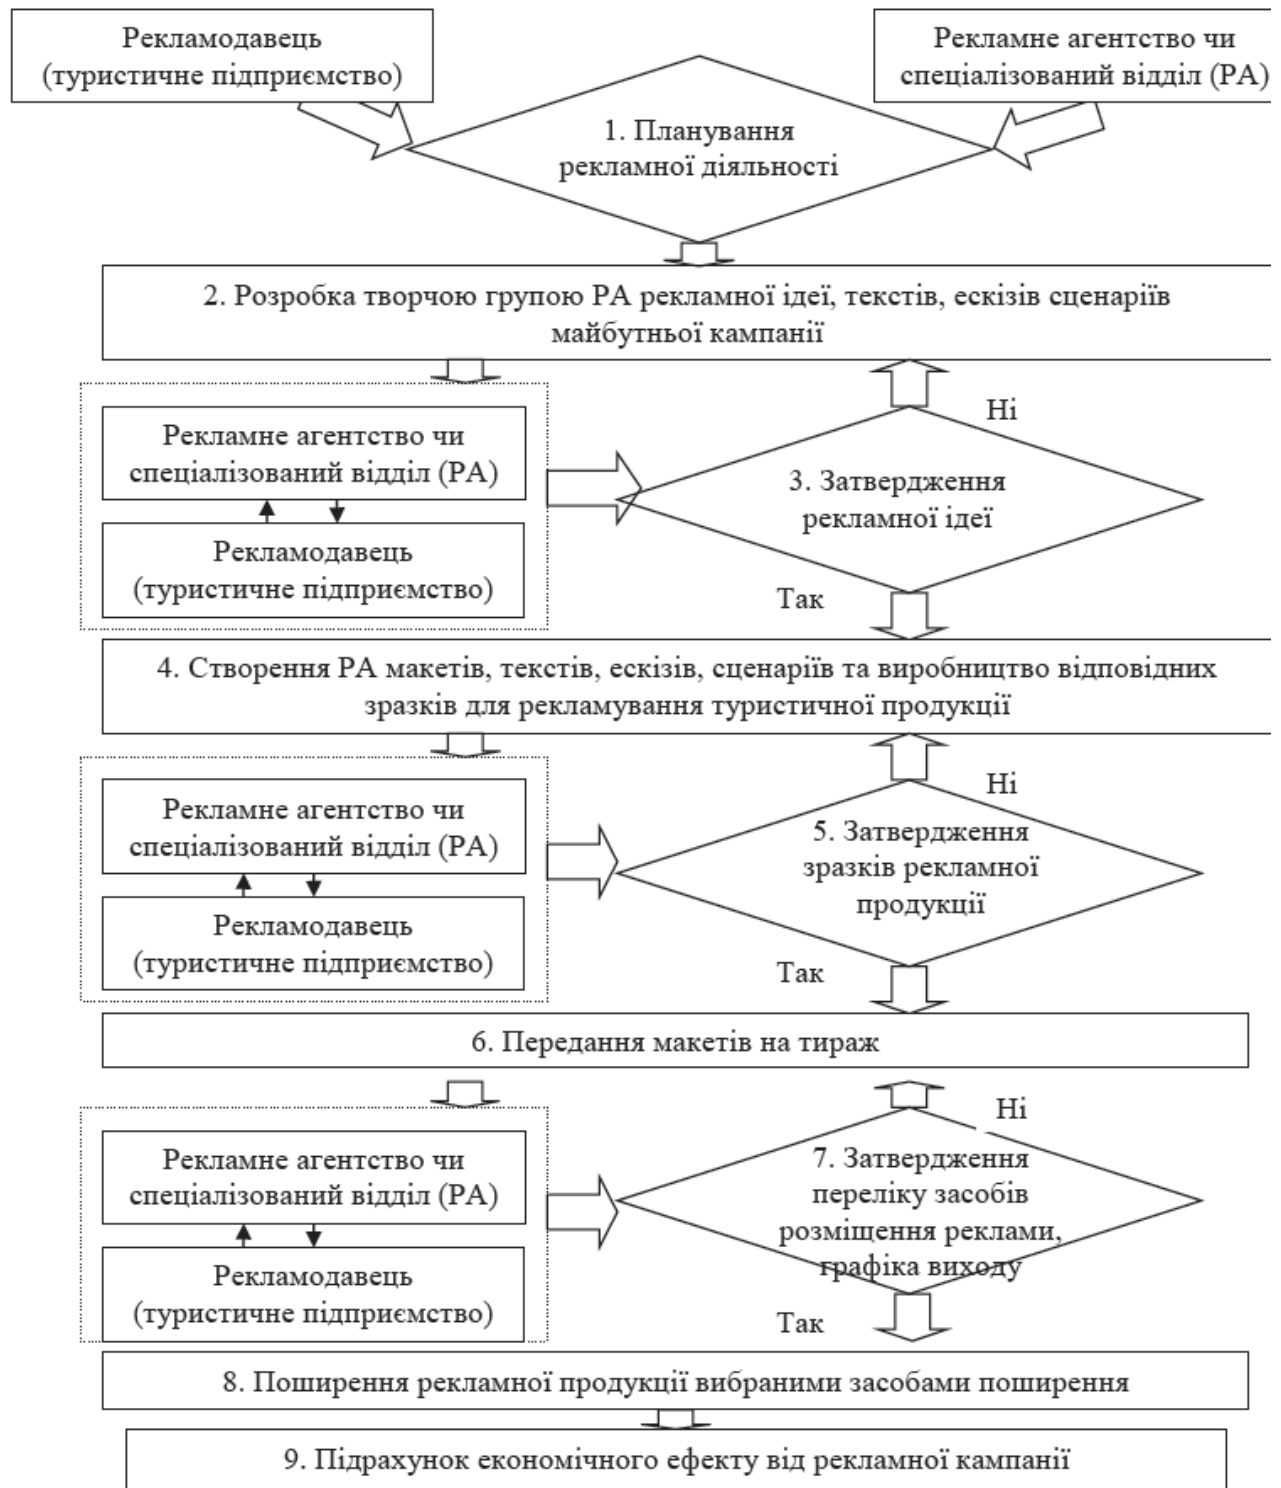 Рекламодавець
(туристичне підприємство)
Рекламне агентство чи
спеціалізований відділ (РА)
1. Планування
рекламної діяльності
2. Розробка творчою групою РА рекламної ідеї, текстів, ескізів сценаріїв
майбутньої кампанії
Рекламне агентство чи
спеціалізований відділ (РА)
Рекламодавець
(туристичне підприємство)
Ні
3. Затвердження
рекламної ідеї
Так
4. Створення РА макетів, текстів, ескізів, сценаріїв та виробництво відповідних
зразків для рекламування туристичної продукції
Рекламне агентство чи
спеціалізований відділ (РА)
Рекламодавець
(туристичне підприємство)
Ні
5. Затвердження
зразків рекламної
продукції
Так
6. Передання макетів на тираж
Рекламне агентство чи
спеціалізований відділ (РА)
Рекламодавець
(туристичне підприємство)
Ні
7. Затвердження
переліку засобів
розміщення реклами,
графіка виходу
Так
8. Поширення рекламної продукції вибраними засобами поширення
9. Підрахунок економічного ефекту від рекламної кампанії